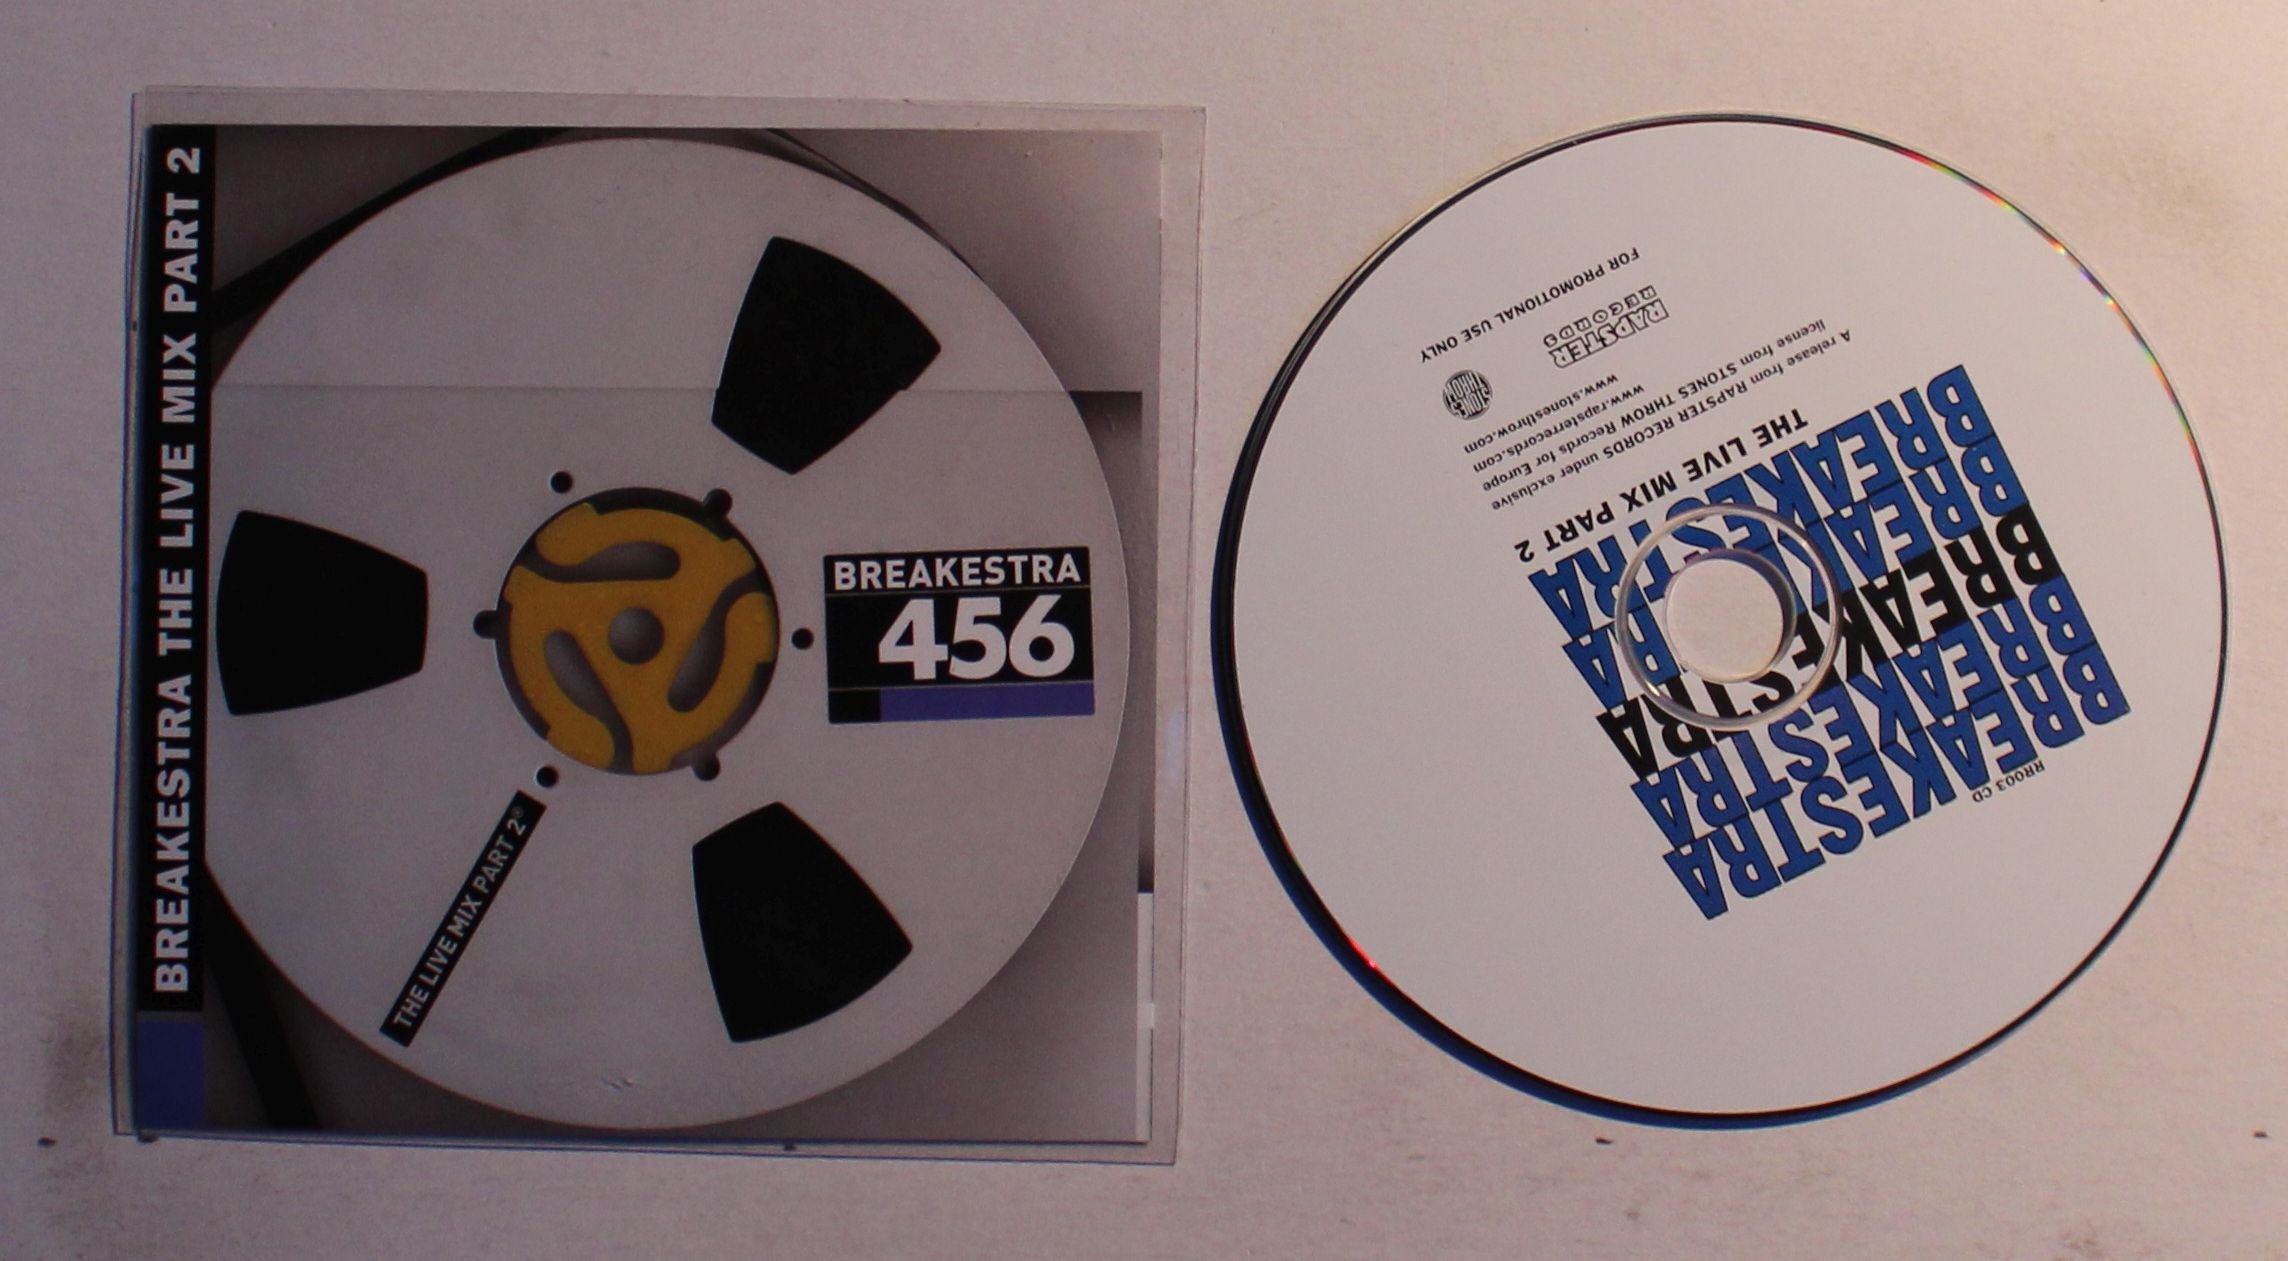 BREAKESTRA THE LIVE MIX PART 2
BREAKESTRA
456
THE LIVE MIX PART 2®
RR003 CD
BREAKESTRA
BREAKESTRA
BREAKESTRA
BREAKESTRA
BREAKESTRA
THE LIVE MIX PART 2
A release from RAPSTER RECORDS under exclusive
license from STONES THROW Records for Europe
www.rapsterrecords.com
www.stonesthrow.com
RAPSTER
RECORDS
STONES
THROW
FOR PROMOTIONAL USE ONLY